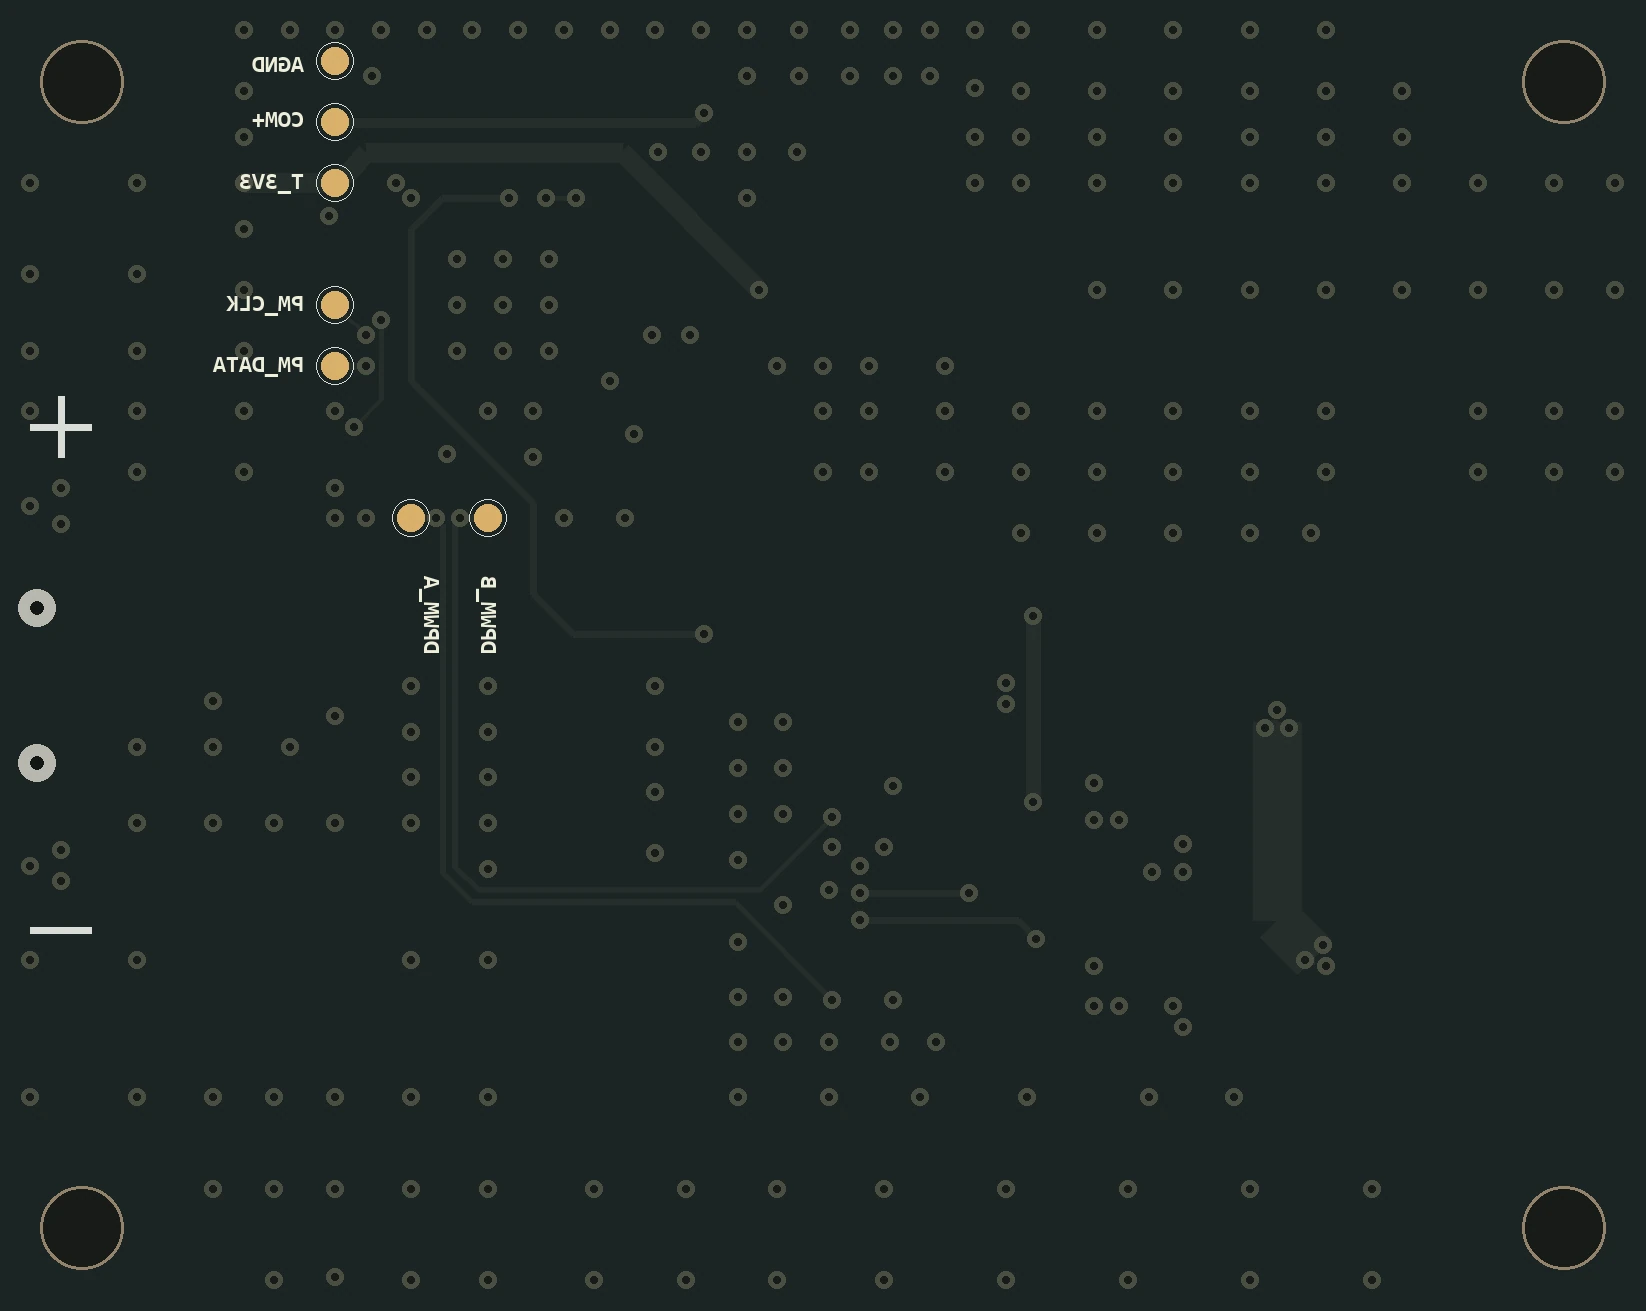 AGND
COM+
T_3V3
PM_CLK
PM_DATA
+
DPWM_A
DPWM_B
-